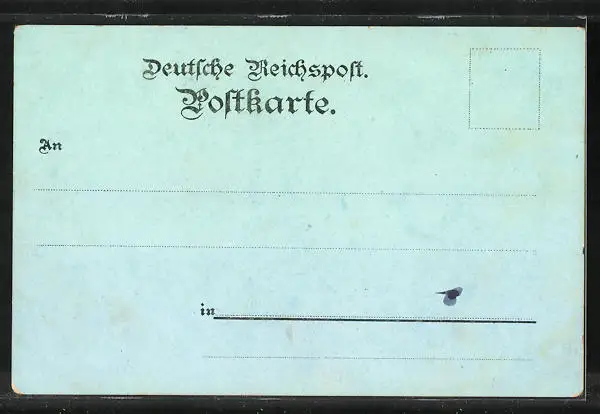 Deutſche Reichspoſt.
Poſtkarte.
An
in